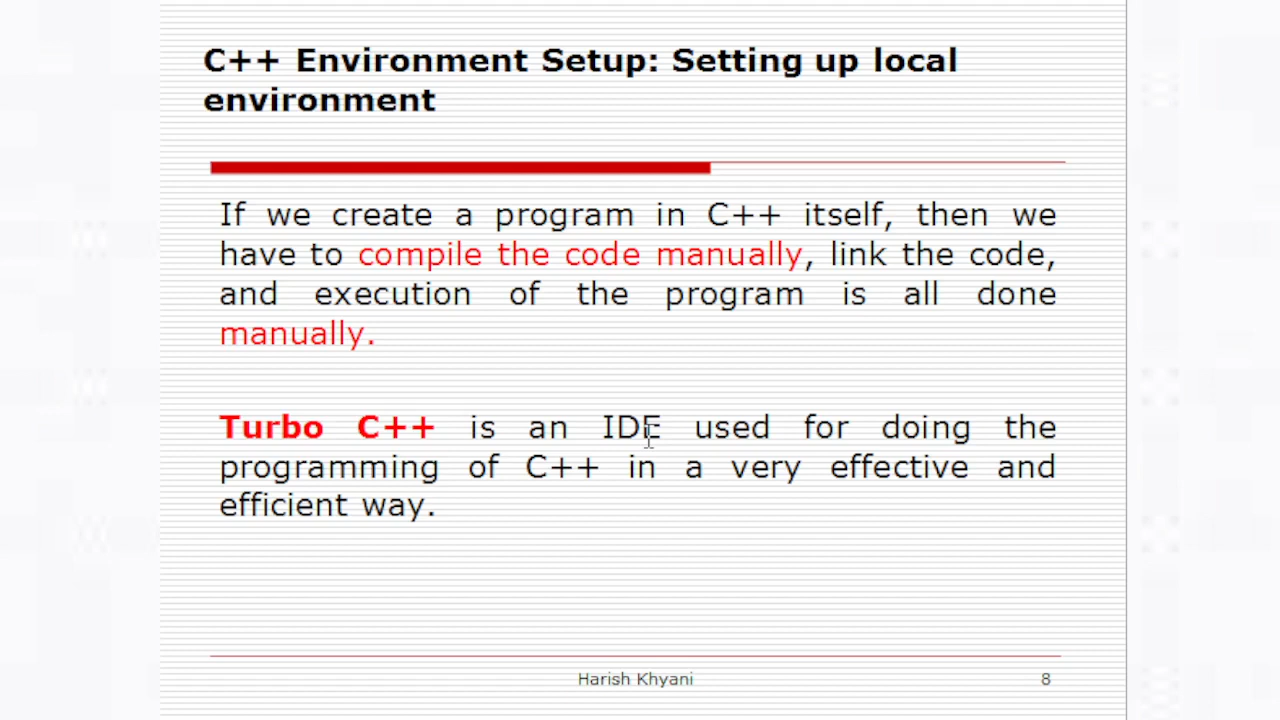 C++ Environment Setup: Setting up local
environment
If we create a program in C++ itself, then we
have to compile the code manually, link the code,
and execution of the program is all done
manually.
Turbo C++ is an IDE used for doing the
programming of C++ in a very effective and
efficient way.
Harish Khyani
8